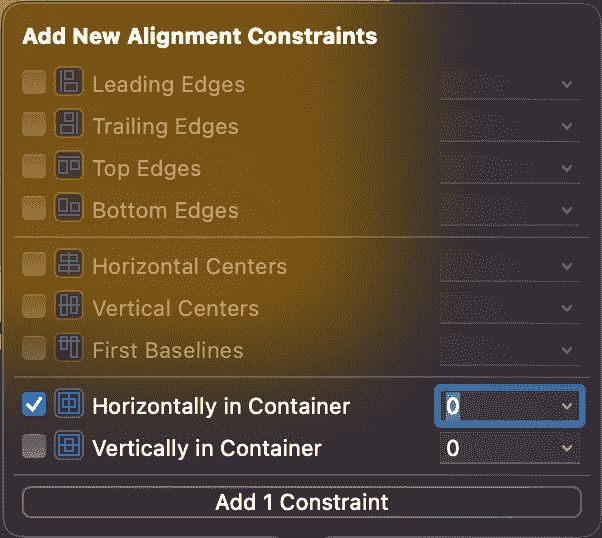 Add New Alignment Constraints
Leading Edges
Trailing Edges
Top Edges
Bottom Edges
Horizontal Centers
Vertical Centers
First Baselines
Horizontally in Container 0
Vertically in Container 0
Add 1 Constraint